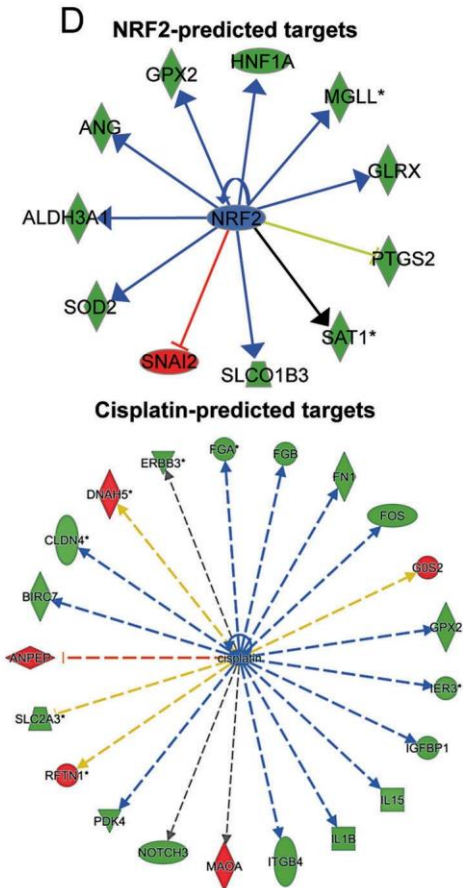 D
NRF2-predicted targets
HNF1A
GPX2
MGLL*
ANG
GLRX
ALDH3A1
NRF2
PTGS2
SOD2
SAT1*
SNAI2
SLCO1B3
Cisplatin-predicted targets
FGA*
FGB
ERBB3*
FN1
DNAH5*
FOS
CLDN4*
G0S2
BIRC7
GPX2
cisplatin
ANPEP
IER3*
SLC2A3*
IGFBP1
RFTN1*
IL15
PDK4
IL1B
NOTCH3
MAOA
ITGB4